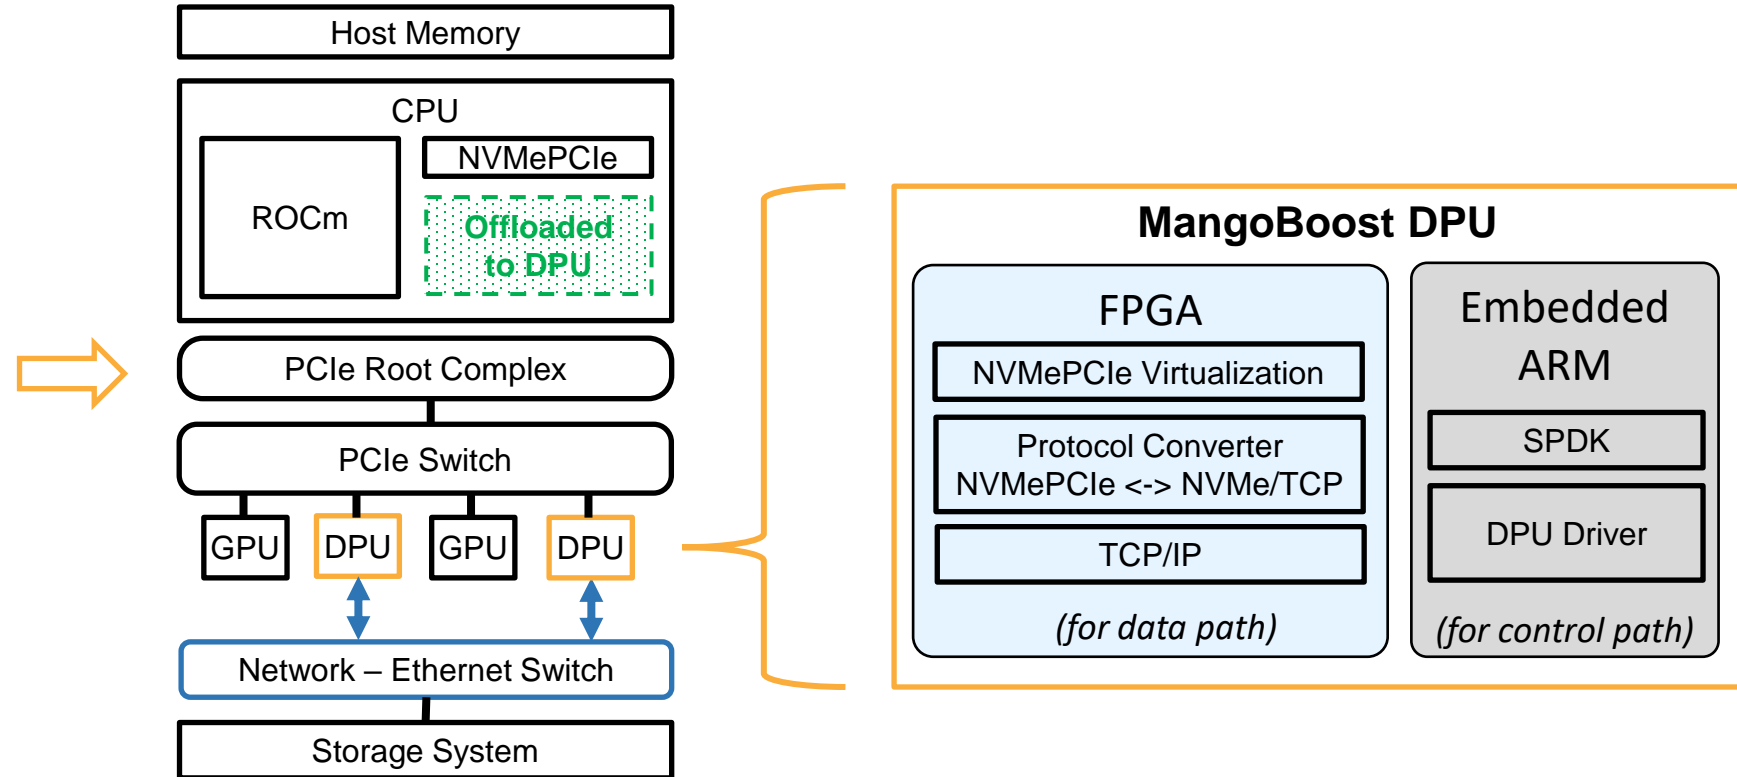 Host Memory
CPU
ROCm
NVMePCIe
Offloaded
to DPU
PCIe Root Complex
PCIe Switch
GPU
DPU
GPU
DPU
Network – Ethernet Switch
Storage System
MangoBoost DPU
FPGA
NVMePCIe Virtualization
Protocol Converter
NVMePCIe <-> NVMe/TCP
TCP/IP
(for data path)
Embedded
ARM
SPDK
DPU Driver
(for control path)